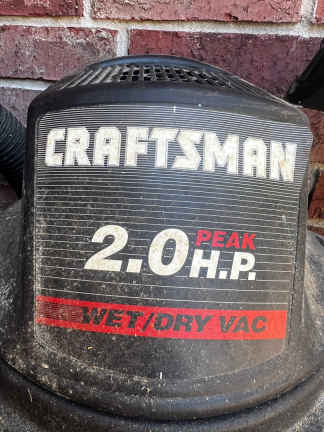 CRAFTSMAN
2.0 PEAK H.P.
WET/DRY VAC